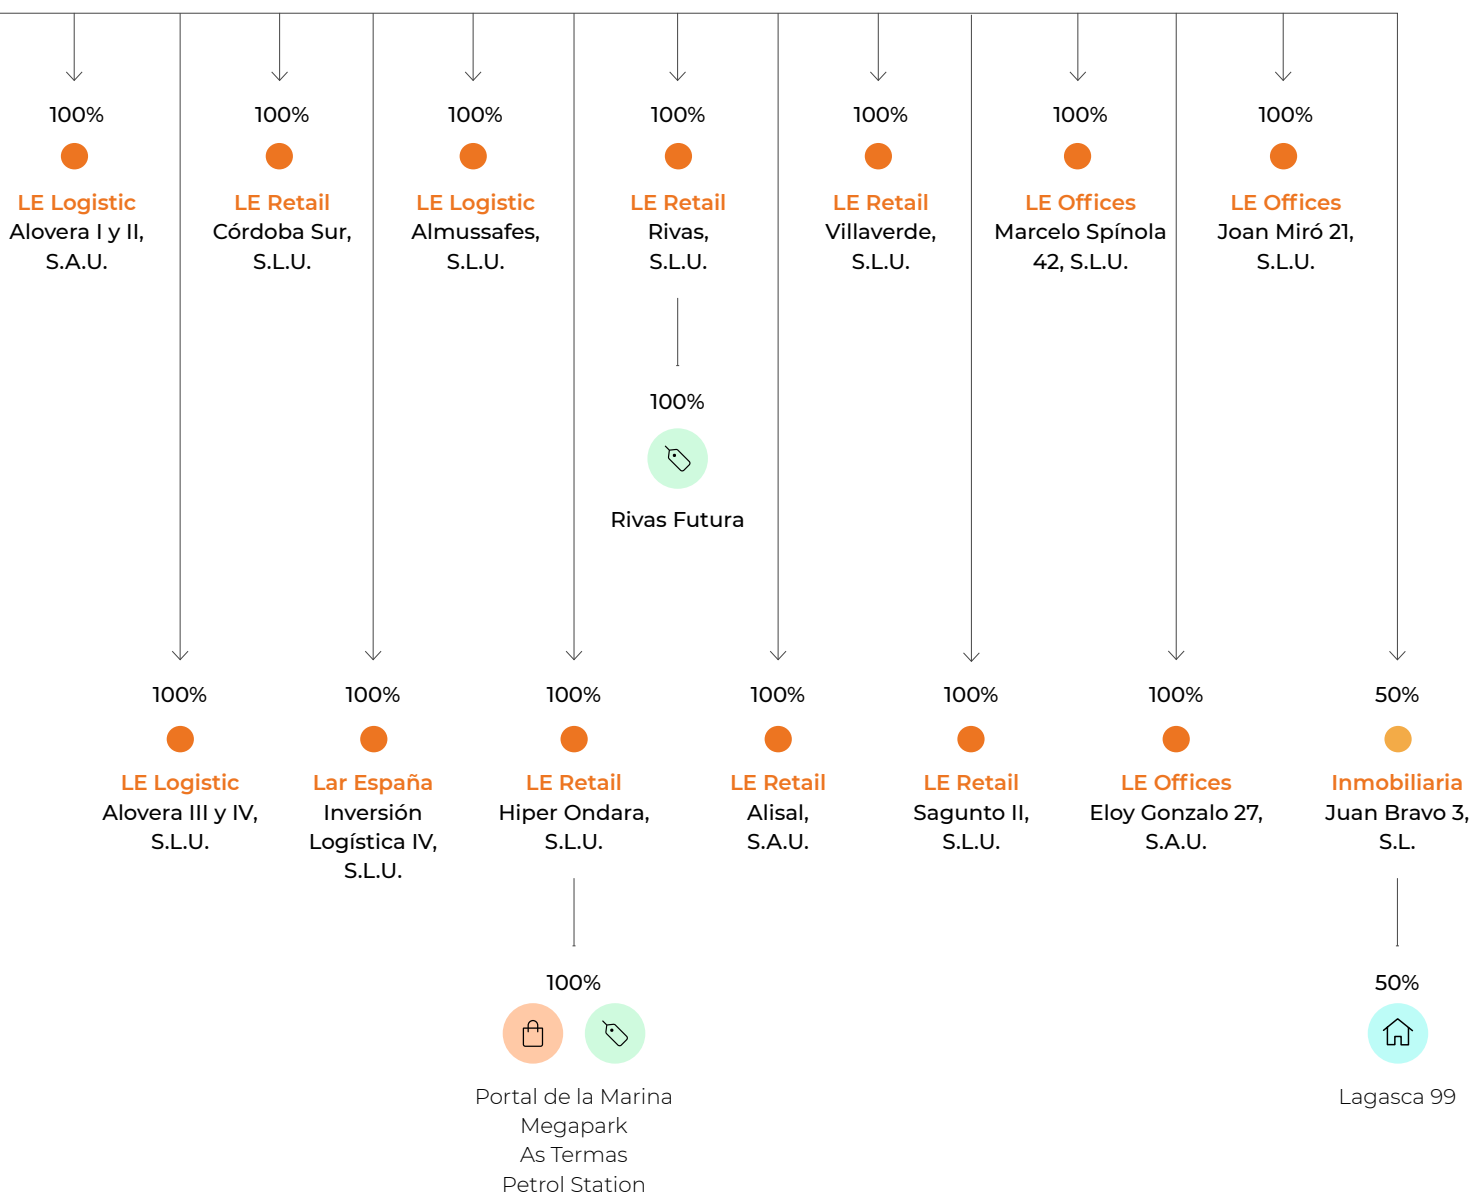 100%
LE Logistic
Alovera I y II,
S.A.U.
100%
LE Retail
Córdoba Sur,
S.L.U.
100%
LE Logistic
Almussafes,
S.L.U.
100%
LE Retail
Rivas,
S.L.U.
100%
Rivas Futura
100%
LE Retail
Villaverde,
S.L.U.
100%
LE Offices
Marcelo Spínola
42, S.L.U.
100%
LE Offices
Joan Miró 21,
S.L.U.
100%
LE Logistic
Alovera III y IV,
S.L.U.
100%
Lar España
Inversión
Logística IV,
S.L.U.
100%
LE Retail
Hiper Ondara,
S.L.U.
100%
Portal de la Marina
Megapark
As Termas
Petrol Station
100%
LE Retail
Alisal,
S.A.U.
100%
LE Retail
Sagunto II,
S.L.U.
100%
LE Offices
Eloy Gonzalo 27,
S.A.U.
50%
Inmobiliaria
Juan Bravo 3,
S.L.
50%
Lagasca 99